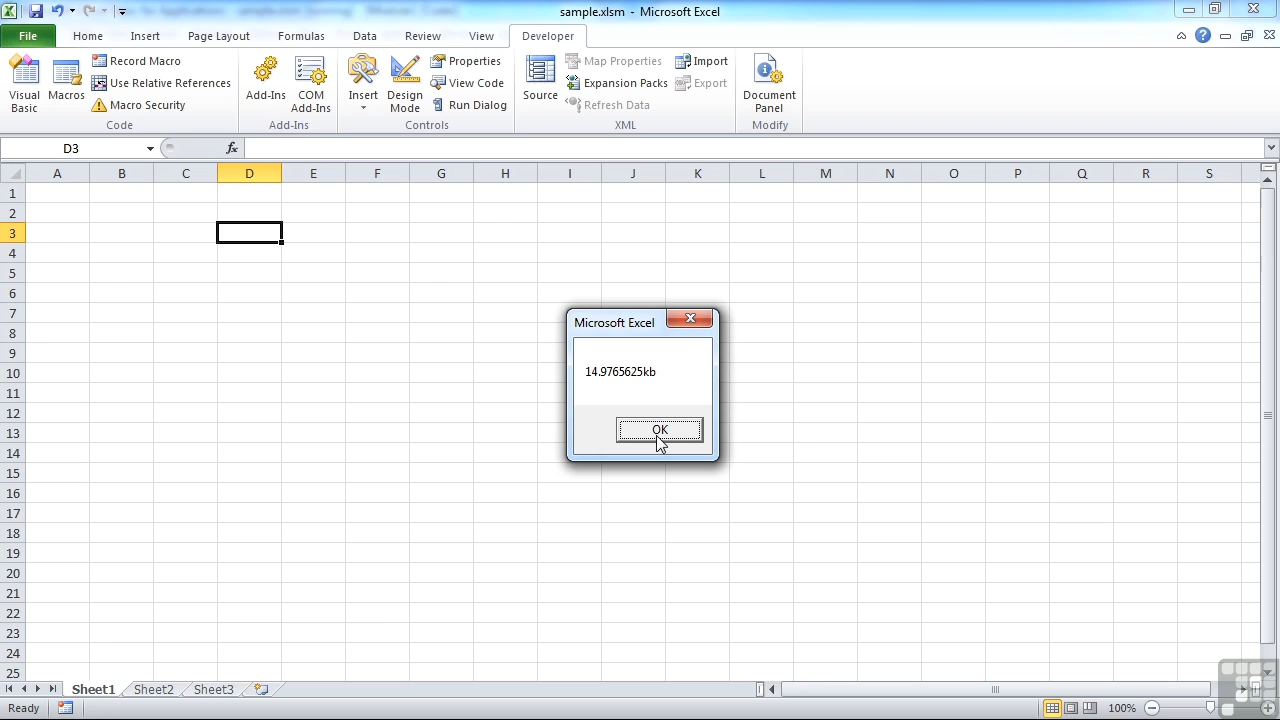 sample.xlsm - Microsoft Excel
File Home Insert Page Layout Formulas Data Review View Developer
Visual Basic
Macros
Record Macro
Use Relative References
Macro Security
Code
Add-Ins
COM Add-Ins
Add-Ins
Insert
Design Mode
Properties
View Code
Run Dialog
Controls
Source
Map Properties
Expansion Packs
Refresh Data
Import
Export
XML
Document Panel
Modify
D3 fx
A B C D E F G H I J K L M N O P Q R S
1
2
3
4
5
6
7
8
9
10
11
12
13
14
15
16
17
18
19
20
21
22
23
24
25
Microsoft Excel
14.9765625kb
OK
Sheet1 Sheet2 Sheet3
Ready 100%